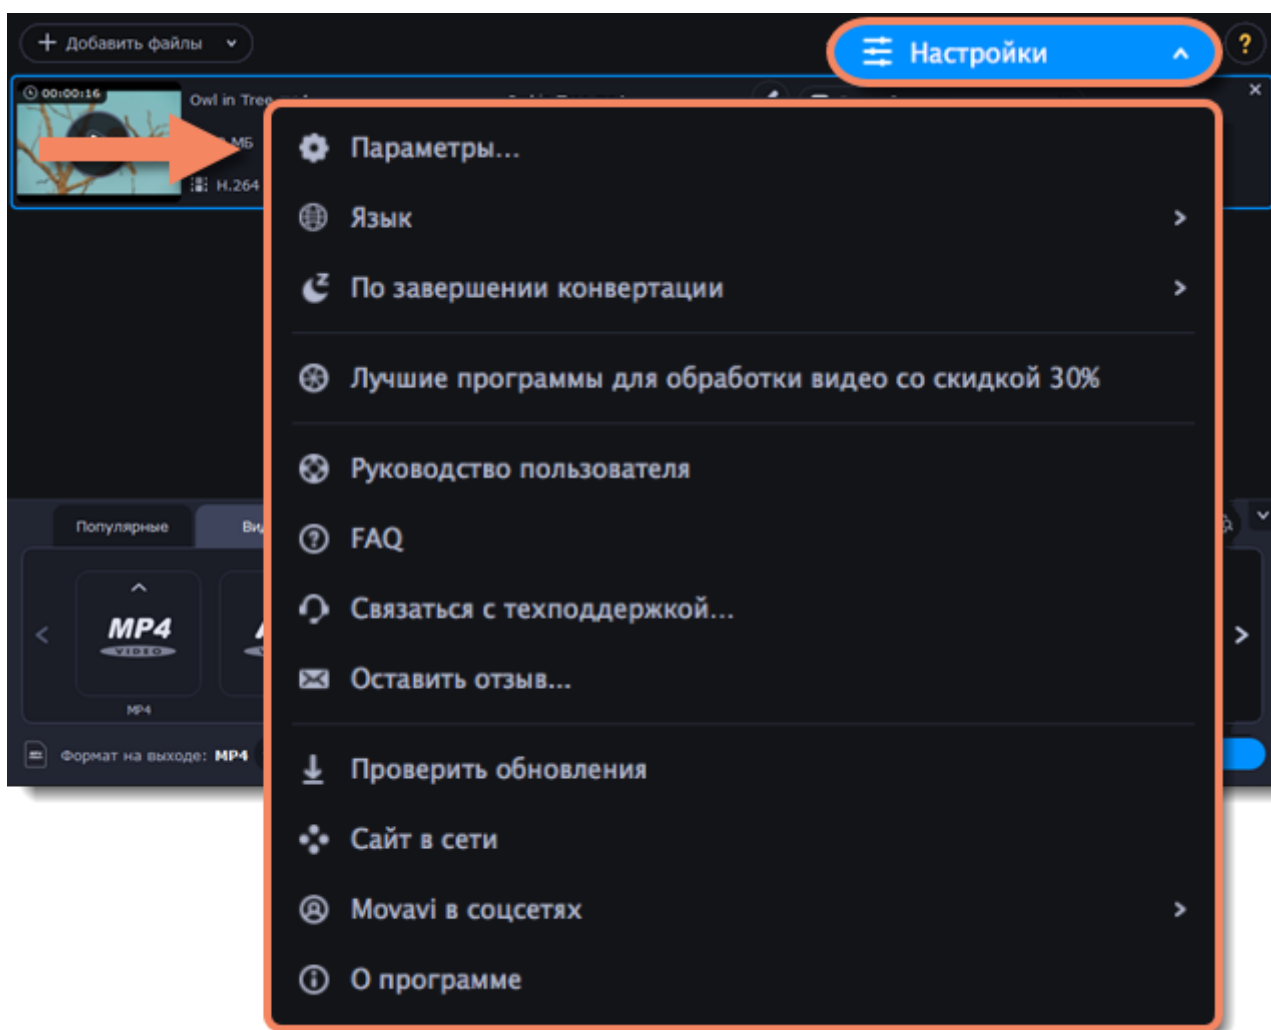 Добавить файлы
Настройки
?
00:00:16
Owl in Tree
МБ
H.264
Параметры...
Язык
По завершении конвертации
Лучшие программы для обработки видео со скидкой 30%
Руководство пользователя
FAQ
Связаться с техподдержкой...
Оставить отзыв...
Проверить обновления
Сайт в сети
Movavi в соцсетях
О программе
Популярные
MP4
VIDEO
MP4
Формат на выходе: MP4